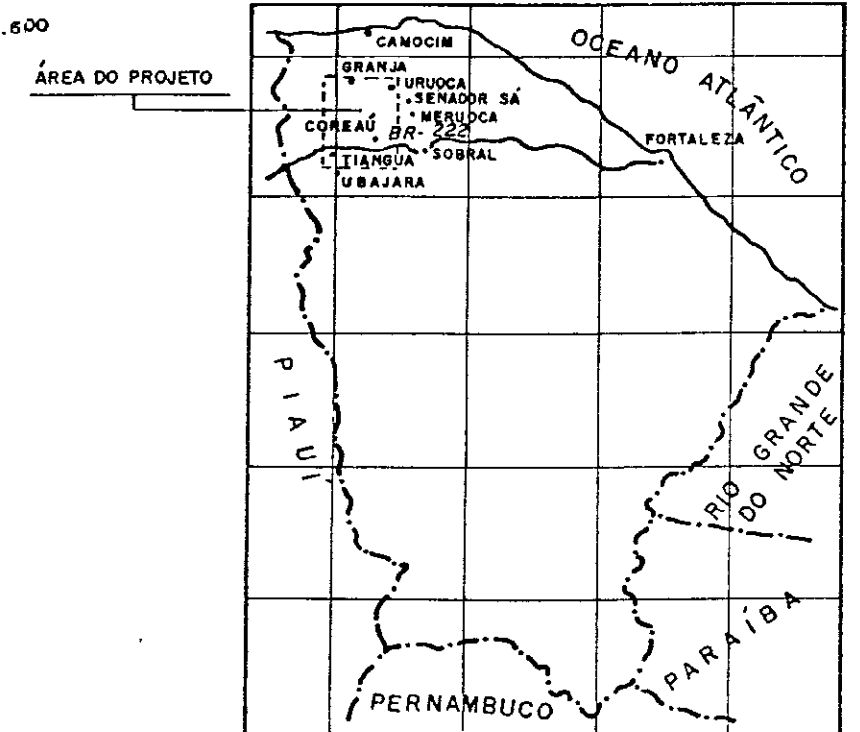 .600
ÁREA DO PROJETO
OCEANO ATLÂNTICO
CAMOCIM
GRANJA
URUOCA
SENADOR SÁ
MERUOCA
COREAÚ
BR-222
FORTALEZA
TIANGUÁ
SOBRAL
UBAJARA
PIAUÍ
RIO GRANDE
DO NORTE
PARAÍBA
PERNAMBUCO